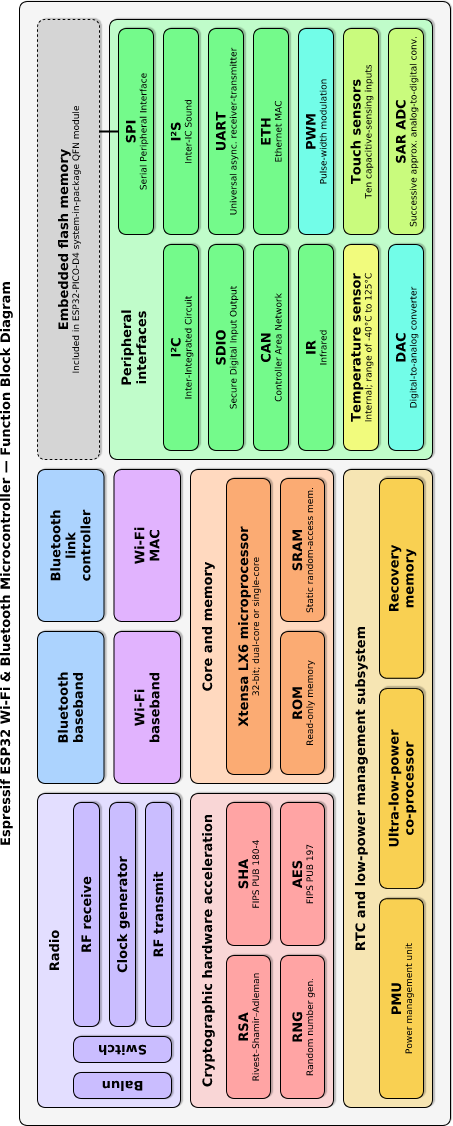 Espressif ESP32 Wi-Fi & Bluetooth Microcontroller — Function Block Diagram
Radio
Balun
Switch
RF receive
Clock generator
RF transmit
Bluetooth
baseband
Bluetooth
link
controller
Wi-Fi
baseband
Wi-Fi
MAC
Embedded flash memory
Included in ESP32-PICO-D4 system-in-package QFN module
Cryptographic hardware acceleration
RSA
Rivest–Shamir–Adleman
SHA
FIPS PUB 180-4
RNG
Random number gen.
AES
FIPS PUB 197
Core and memory
Xtensa LX6 microprocessor
32-bit; dual-core or single-core
ROM
Read-only memory
SRAM
Static random-access mem.
RTC and low-power management subsystem
PMU
Power management unit
Ultra-low-power
co-processor
Recovery
memory
Peripheral
interfaces
SPI
Serial Peripheral Interface
I²C
Inter-Integrated Circuit
I²S
Inter-IC Sound
SDIO
Secure Digital Input Output
UART
Universal async. receiver-transmitter
CAN
Controller Area Network
ETH
Ethernet MAC
IR
Infrared
PWM
Pulse-width modulation
Temperature sensor
Internal; range of -40°C to 125°C
Touch sensors
Ten capacitive-sensing inputs
DAC
Digital-to-analog converter
SAR ADC
Successive approx. analog-to-digital conv.